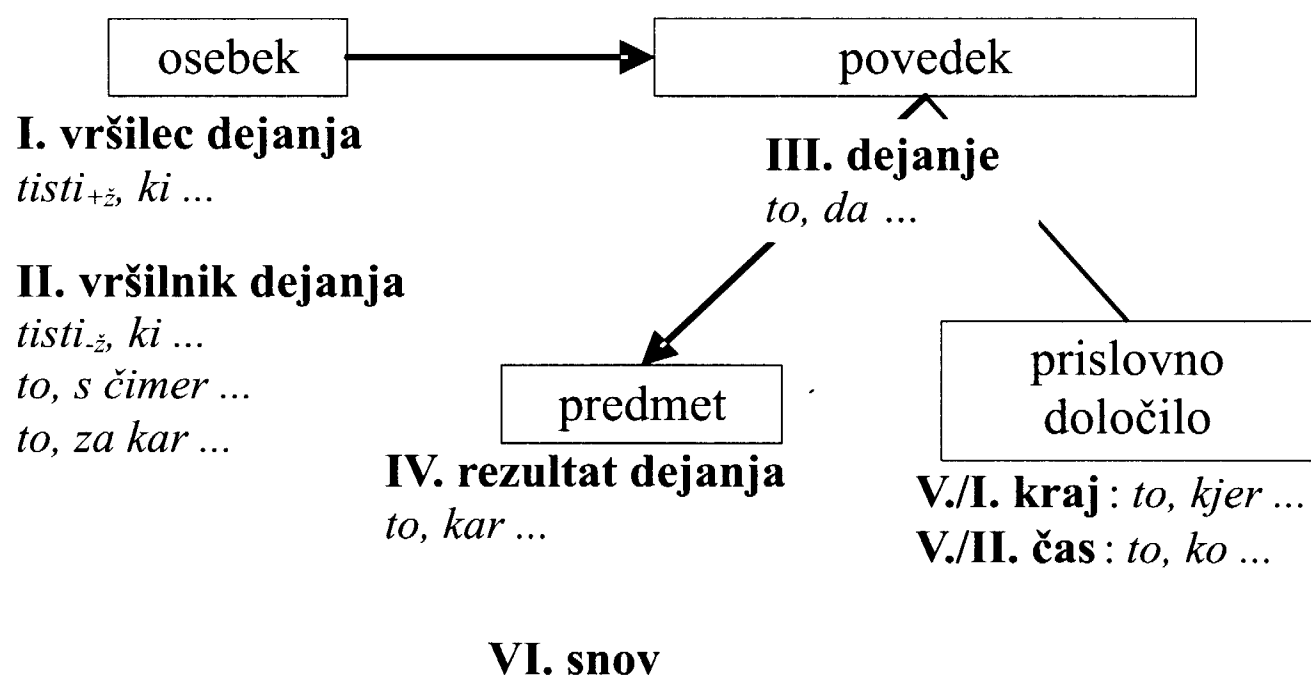 osebek
povedek
I. vršilec dejanja
tisti+ž, ki ...
III. dejanje
to, da ...
II. vršilnik dejanja
tisti-ž, ki ...
to, s čimer ...
to, za kar ...
predmet
IV. rezultat dejanja
to, kar ...
prislovno
določilo
V./I. kraj : to, kjer ...
V./II. čas : to, ko ...
VI. snov